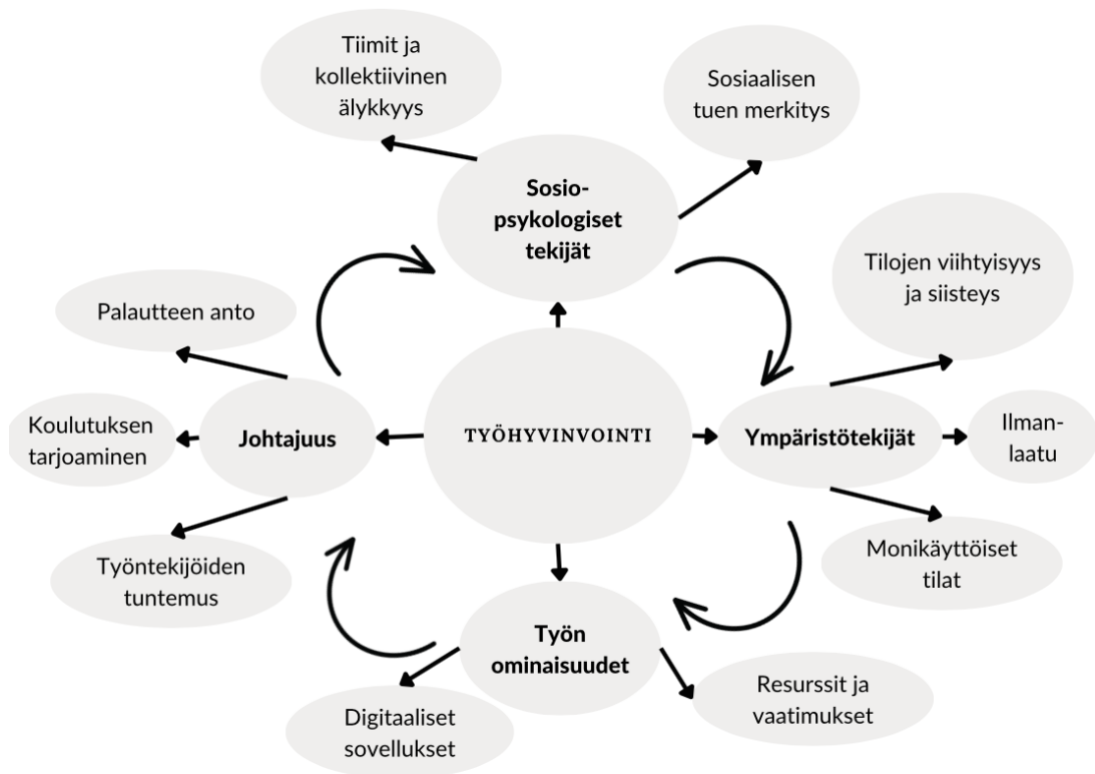 Tiimit ja
kollektiivinen
älykkyys
Sosiaalisen
tuen merkitys
Sosio-
psykologiset
tekijät
Tilojen viihtyisyys
ja siisteys
Palautteen anto
Koulutuksen
tarjoaminen
Johtajuus
TYÖHYVINVOINTI
Ympäristötekijät
Ilman-
laatu
Työntekijöiden
tuntemus
Monikäyttöiset
tilat
Työn
ominaisuudet
Digitaaliset
sovellukset
Resurssit ja
vaatimukset